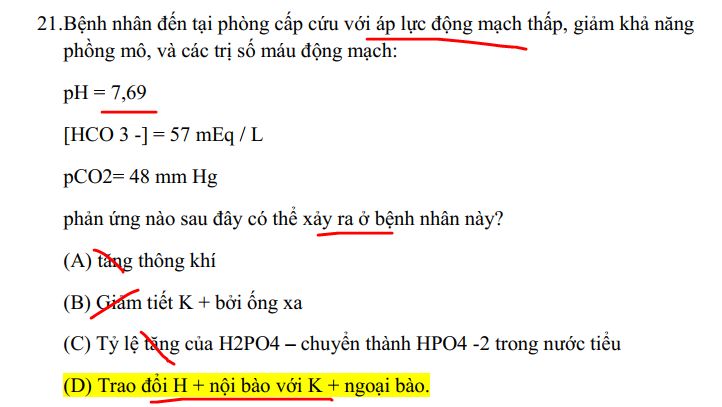 21.Bệnh nhân đến tại phòng cấp cứu với áp lực động mạch thấp, giảm khả năng
phồng mô, và các trị số máu động mạch:
pH = 7,69
[HCO 3 -] = 57 mEq / L
pCO2= 48 mm Hg
phản ứng nào sau đây có thể xảy ra ở bệnh nhân này?
(A) tăng thông khí
(B) Giảm tiết K + bởi ống xa
(C) Tỷ lệ tăng của H2PO4 – chuyển thành HPO4 -2 trong nước tiểu
(D) Trao đổi H + nội bào với K + ngoại bào.